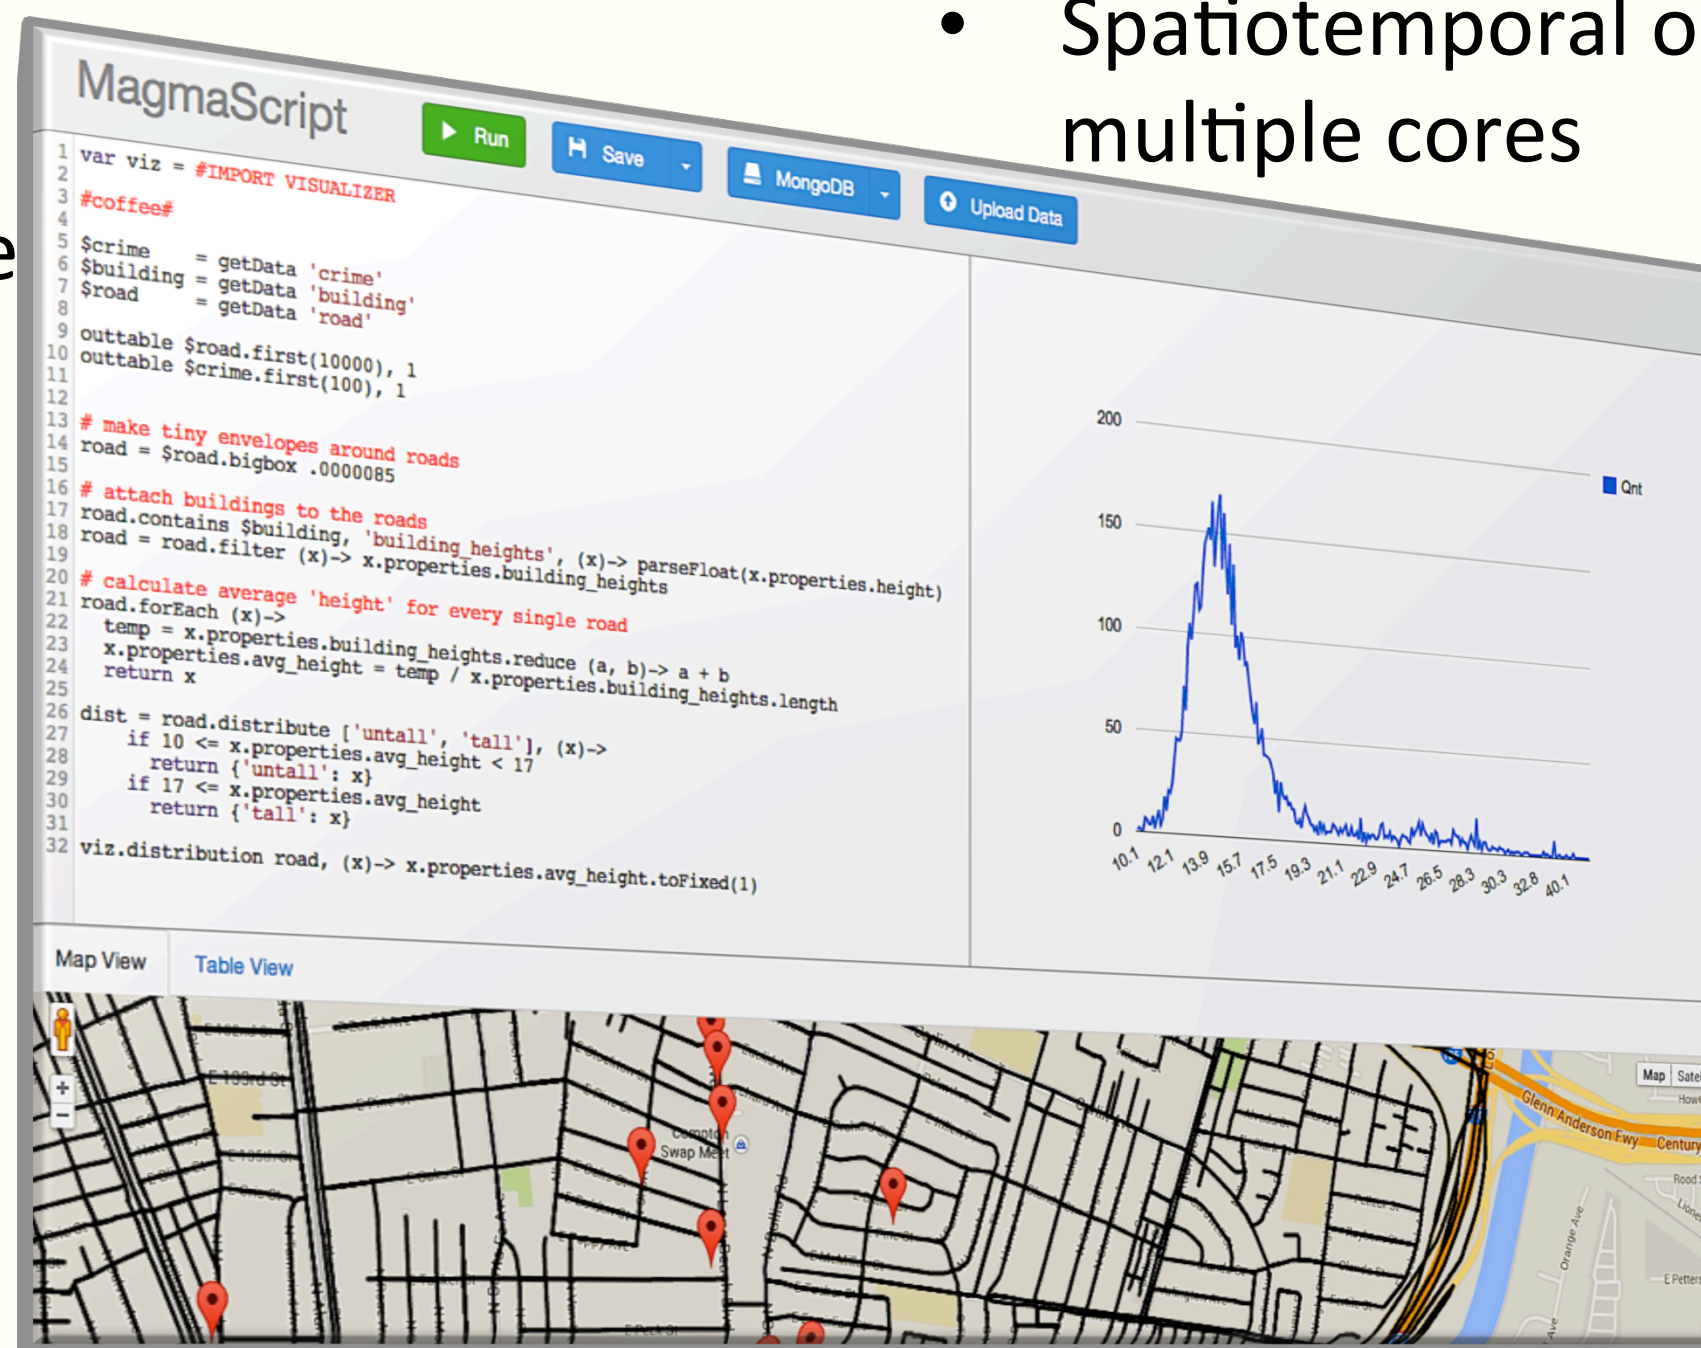 • Spatiotemporal o
multiple cores
e
MagmaScript
Run
Save
MongoDB
Upload Data
1 var viz = #IMPORT VISUALIZER
2
3 #coffee#
4
5 $crime    = getData 'crime'
6 $building = getData 'building'
7 $road     = getData 'road'
8
9 outtable $road.first(10000), 1
10 outtable $crime.first(100), 1
11
12
13 # make tiny envelopes around roads
14 road = $road.bigbox .0000085
15
16 # attach buildings to the roads
17 road.contains $building, 'building_heights', (x)-> parseFloat(x.properties.height)
18 road = road.filter (x)-> x.properties.building_heights
19
20 # calculate average 'height' for every single road
21 road.forEach (x)->
22   temp = x.properties.building_heights.reduce (a, b)-> a + b
23   x.properties.avg_height = temp / x.properties.building_heights.length
24   return x
25
26 dist = road.distribute ['untall', 'tall'], (x)->
27     if 10 <= x.properties.avg_height < 17
28       return {'untall': x}
29     if 17 <= x.properties.avg_height
30       return {'tall': x}
31
32 viz.distribution road, (x)-> x.properties.avg_height.toFixed(1)
200
150
100
50
0
Qnt
10.1 12.1 13.9 15.7 17.5 19.3 21.1 22.9 24.7 26.5 28.3 30.3 32.8 40.1
Map View
Table View
+
−
Map
Satel
Glenn Anderson Fwy
Century
Compton
Swap Meet
E 133rd St
E Pine St
Orange Ave
E Peck St
E Petters